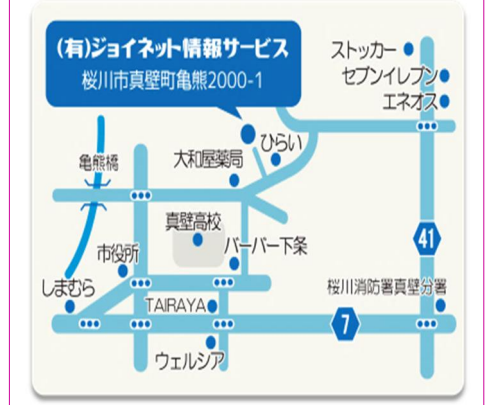 (有)ジョイネット情報サービス
桜川市真壁町亀熊2000-1
ストッカー
セブンイレブン
エネオス
ひらい
大和屋薬局
亀熊橋
真壁高校
バーバー下条
市役所
41
しまむら
TAIRAYA
桜川消防署真壁分署
7
ウェルシア